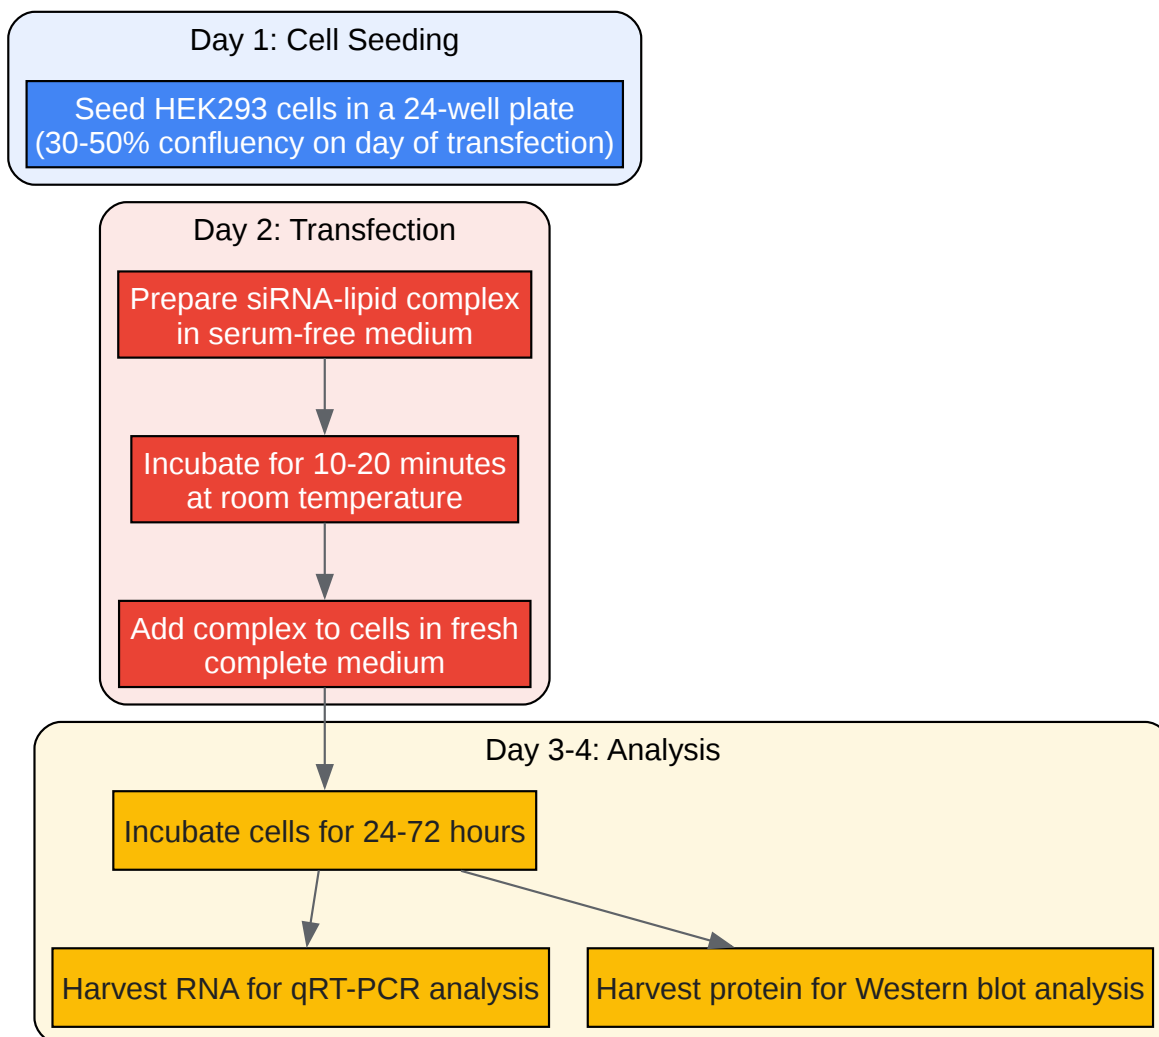 Day 1: Cell Seeding
Seed HEK293 cells in a 24-well plate
(30-50% confluency on day of transfection)
Day 2: Transfection
Prepare siRNA-lipid complex
in serum-free medium
Incubate for 10-20 minutes
at room temperature
Add complex to cells in fresh
complete medium
Day 3-4: Analysis
Incubate cells for 24-72 hours
Harvest RNA for qRT-PCR analysis
Harvest protein for Western blot analysis